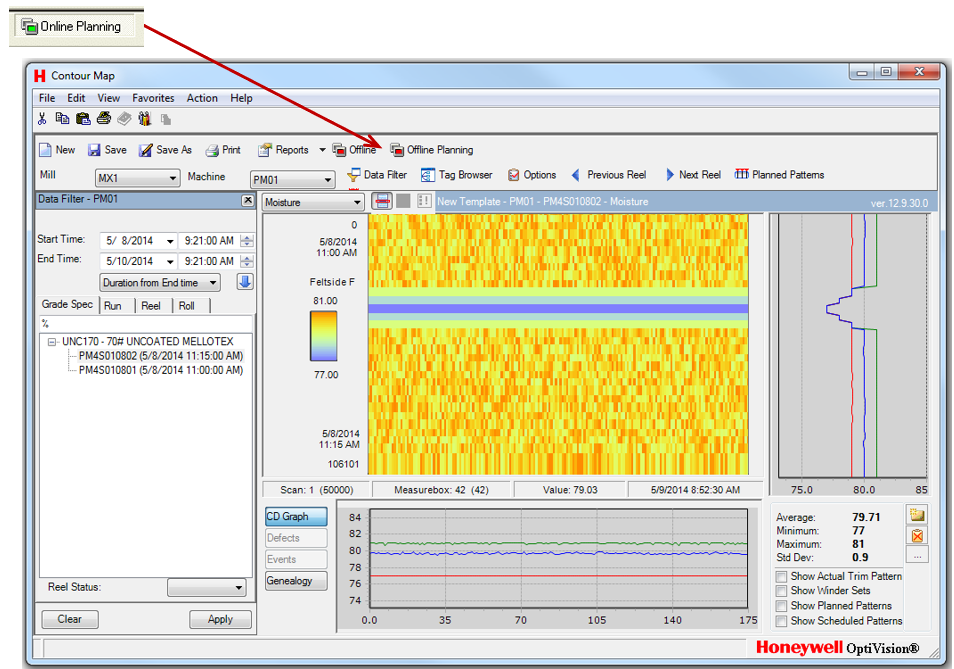 Online Planning
H Contour Map
File Edit View Favorites Action Help
New Save Save As Print Reports Offline Offline Planning
Mill MX1 Machine PM01 Data Filter Tag Browser Options Previous Reel Next Reel Planned Patterns
Data Filter - PM01
Moisture New Template - PM01 - PM4S010802 - Moisture ver.12.9.30.0
Start Time: 5/ 8/2014 9:21:00 AM
End Time: 5/10/2014 9:21:00 AM
Duration from End time
Grade Spec Run Reel Roll
%
UNC170 - 70# UNCOATED MELLOTEX
PM4S010802 (5/8/2014 11:15:00 AM)
PM4S010801 (5/8/2014 11:00:00 AM)
Reel Status:
Clear Apply
0
5/8/2014
11:00 AM
Feltside F
81.00
77.00
5/8/2014
11:15 AM
106101
75.0 80.0 85
Scan: 1 (50000) Measurebox: 42 (42) Value: 79.03 5/9/2014 8:52:30 AM
CD Graph
Defects
Events
Genealogy
84
82
80
78
76
74
0.0 35 70 105 140 175
Average: 79.71
Minimum: 77
Maximum: 81
Std Dev: 0.9
...
Show Actual Trim Pattern
Show Winder Sets
Show Planned Patterns
Show Scheduled Patterns
Honeywell OptiVision®